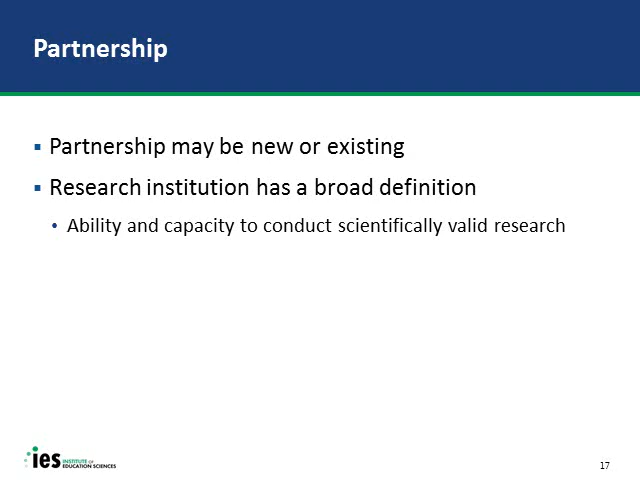 Partnership
▪ Partnership may be new or existing
▪ Research institution has a broad definition
• Ability and capacity to conduct scientifically valid research
ies INSTITUTE OF
EDUCATION SCIENCES
17